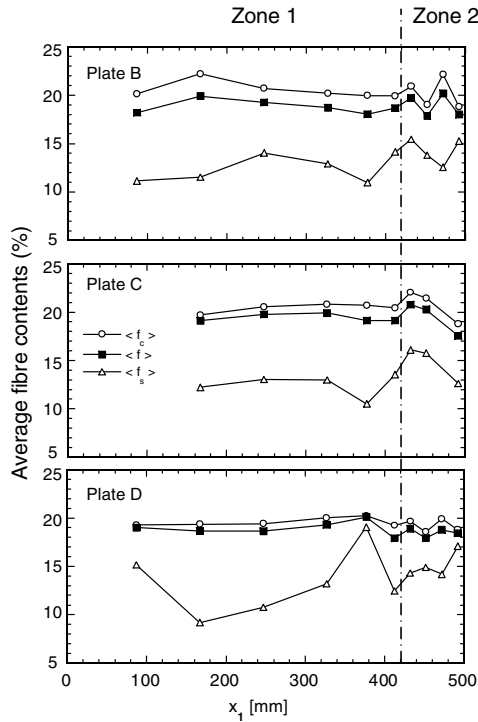 Zone 1
Zone 2
Average fibre contents (%)
25
20
15
10
5
Plate B
25
20
15
10
5
Plate C
< f_c >
< f >
< f_s >
25
20
15
10
5
Plate D
0 100 200 300 400 500
x_1 [mm]